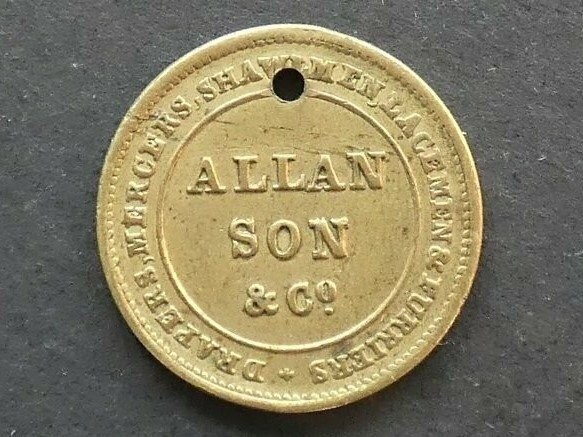 DRAPERS, MERCERS, SHAWLMEN, LACEMEN & FURRIERS *
ALLAN
SON
& Co